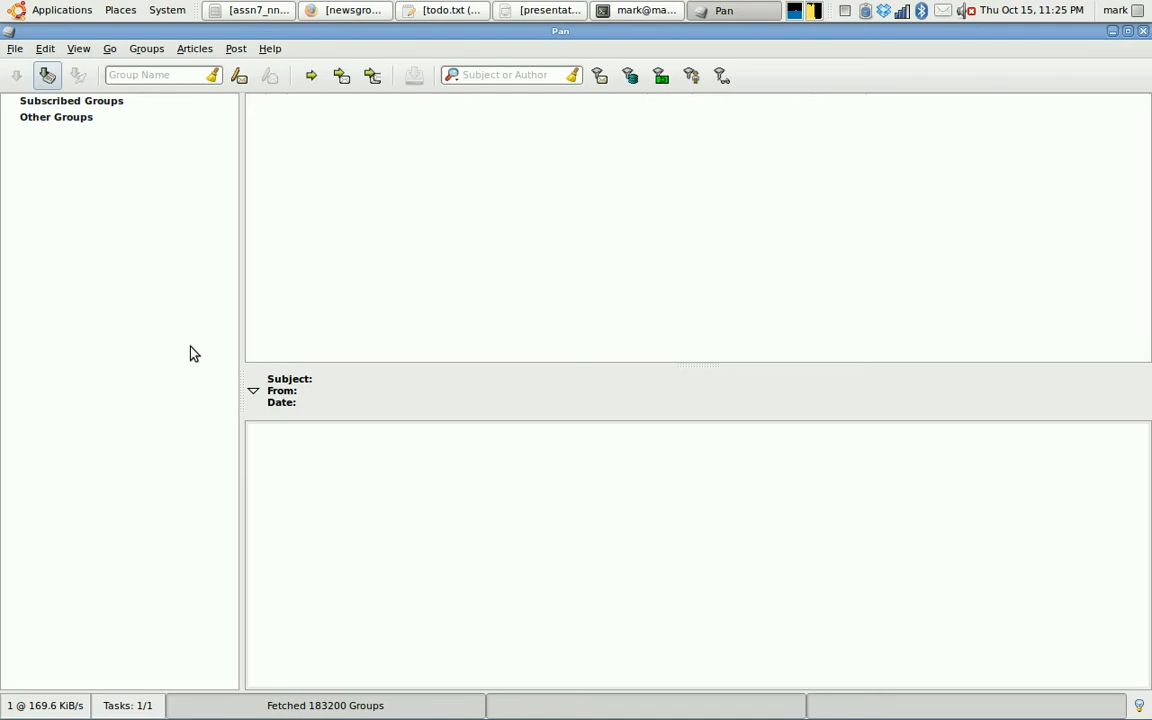 Applications Places System [assn7_nn... [newsgro... [todo.txt (... [presentat... mark@ma... Pan Thu Oct 15, 11:25 PM mark
Pan
File Edit View Go Groups Articles Post Help
Group Name Subject or Author
Subscribed Groups
Other Groups
Subject:
From:
Date:
1 @ 169.6 KiB/s Tasks: 1/1 Fetched 183200 Groups